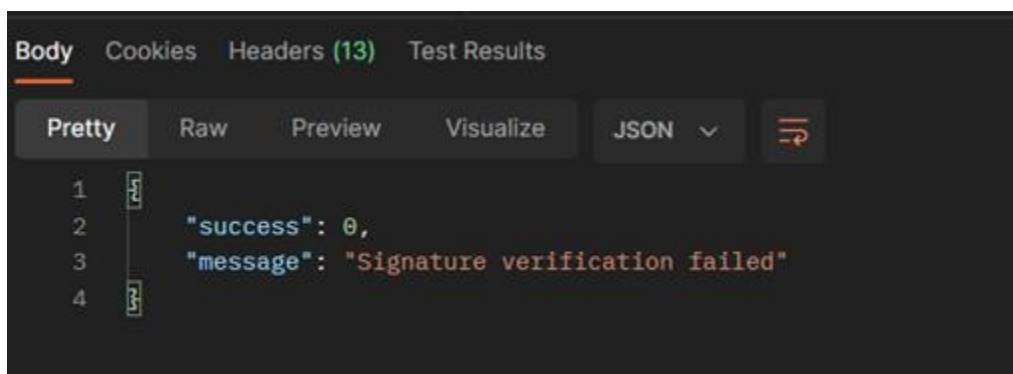 Body Cookies Headers (13) Test Results
Pretty Raw Preview Visualize JSON
1 {
2 "success": 0,
3 "message": "Signature verification failed"
4 }